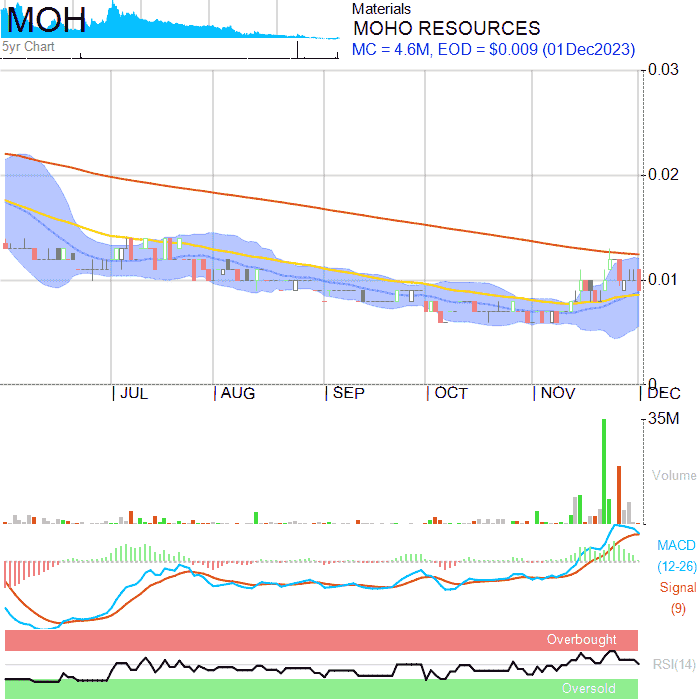 MOH
5yr Chart
Materials
MOHO RESOURCES
MC = 4.6M, EOD = $0.009 (01Dec2023)
0.03
0.02
0.01
0
JUL AUG SEP OCT NOV DEC
35M
Volume
MACD
(12-26)
Signal
(9)
Overbought
RSI(14)
Oversold